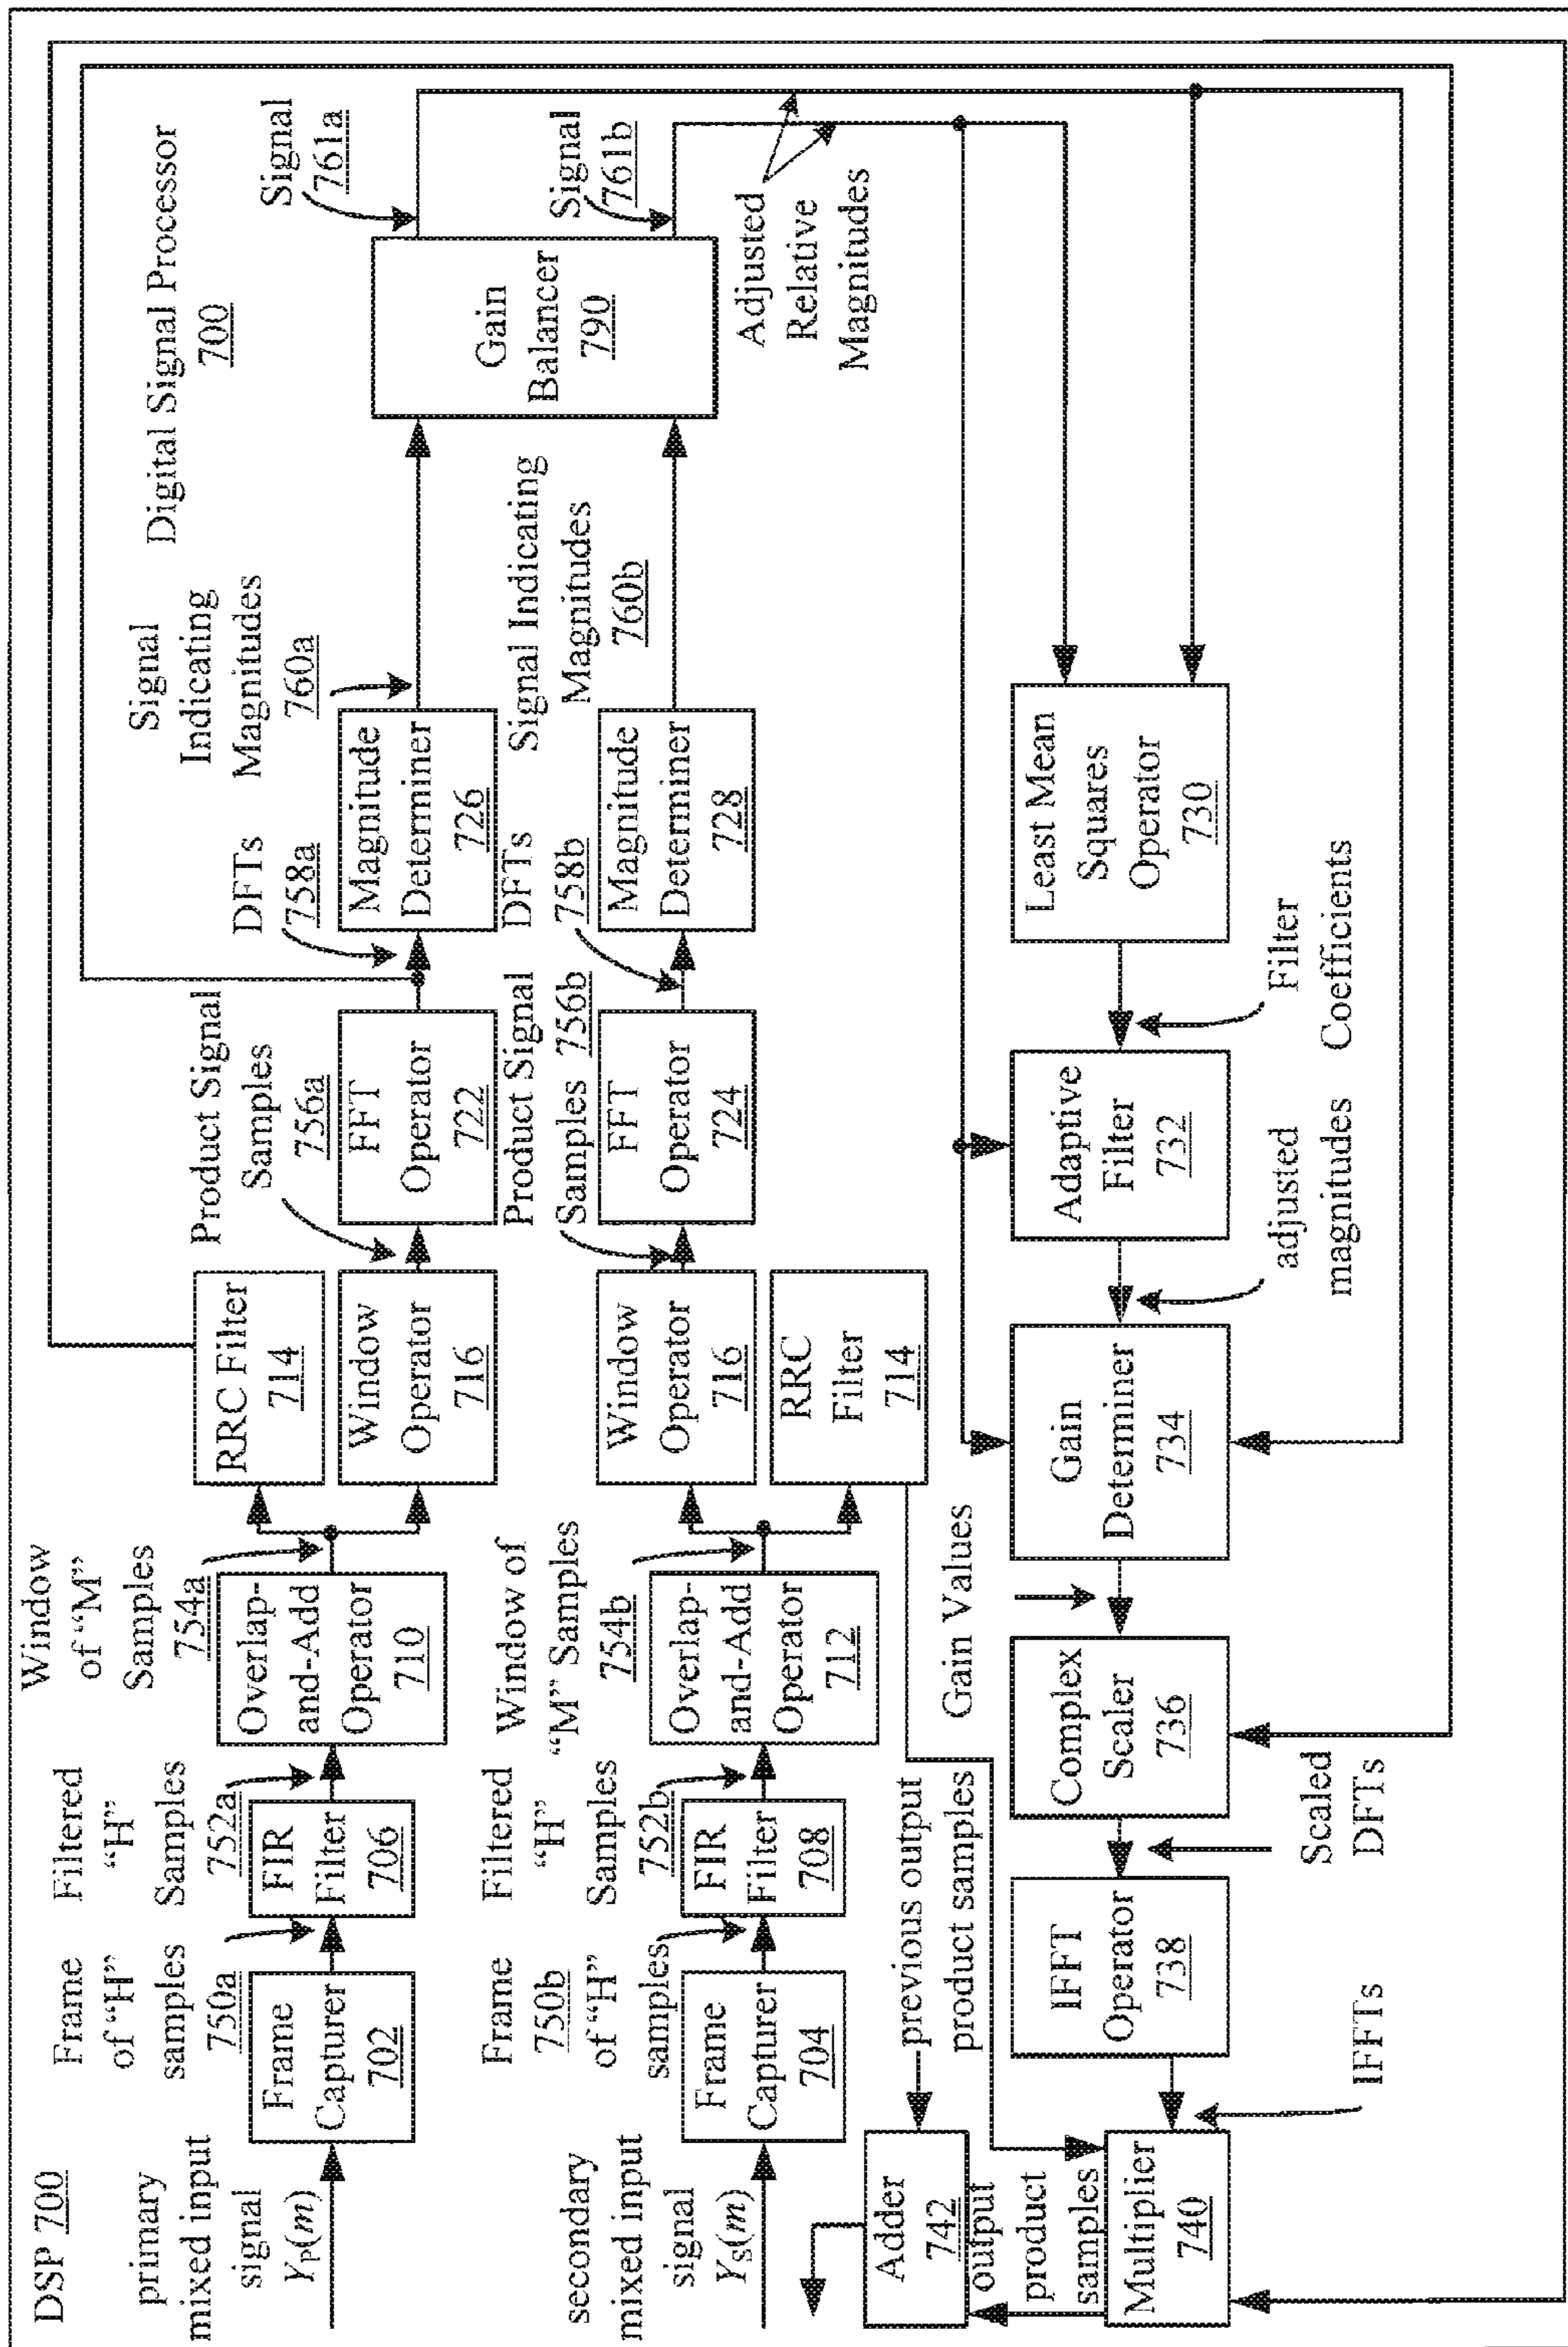 DSP 700
Digital Signal Processor
700
primary
mixed input
signal
Yₚ(m)
Frame
of “H”
samples
750a
Frame
Capturer
702
Filtered
“H”
Samples
752a
FIR
Filter
706
Window
of “M”
Samples
754a
Overlap-
and-Add
Operator
710
RRC Filter
714
Window
Operator
716
Product Signal
Samples
756a
FFT
Operator
722
DFTs
758a
Magnitude
Determiner
726
Signal
Indicating
Magnitudes
760a
Gain
Balancer
790
Signal
761a
Signal
761b
Adjusted
Relative
Magnitudes
secondary
mixed input
signal
Yₛ(m)
Frame
750b
of “H”
samples
Frame
Capturer
704
Filtered
“H”
Samples
752b
FIR
Filter
708
Window of
“M” Samples
754b
Overlap-
and-Add
Operator
712
Window
Operator
716
RRC
Filter
714
Product Signal
Samples 756b
FFT
Operator
724
DFTs
758b
Magnitude
Determiner
728
Signal Indicating
Magnitudes
760b
Adder
742
previous output
product samples
output
product
samples
Multiplier
740
IFFTs
IFFT
Operator
738
Scaled
DFTs
Complex
Scaler
736
Gain Values
Gain
Determiner
734
adjusted
magnitudes
Adaptive
Filter
732
Filter
Coefficients
Least Mean
Squares
Operator
730